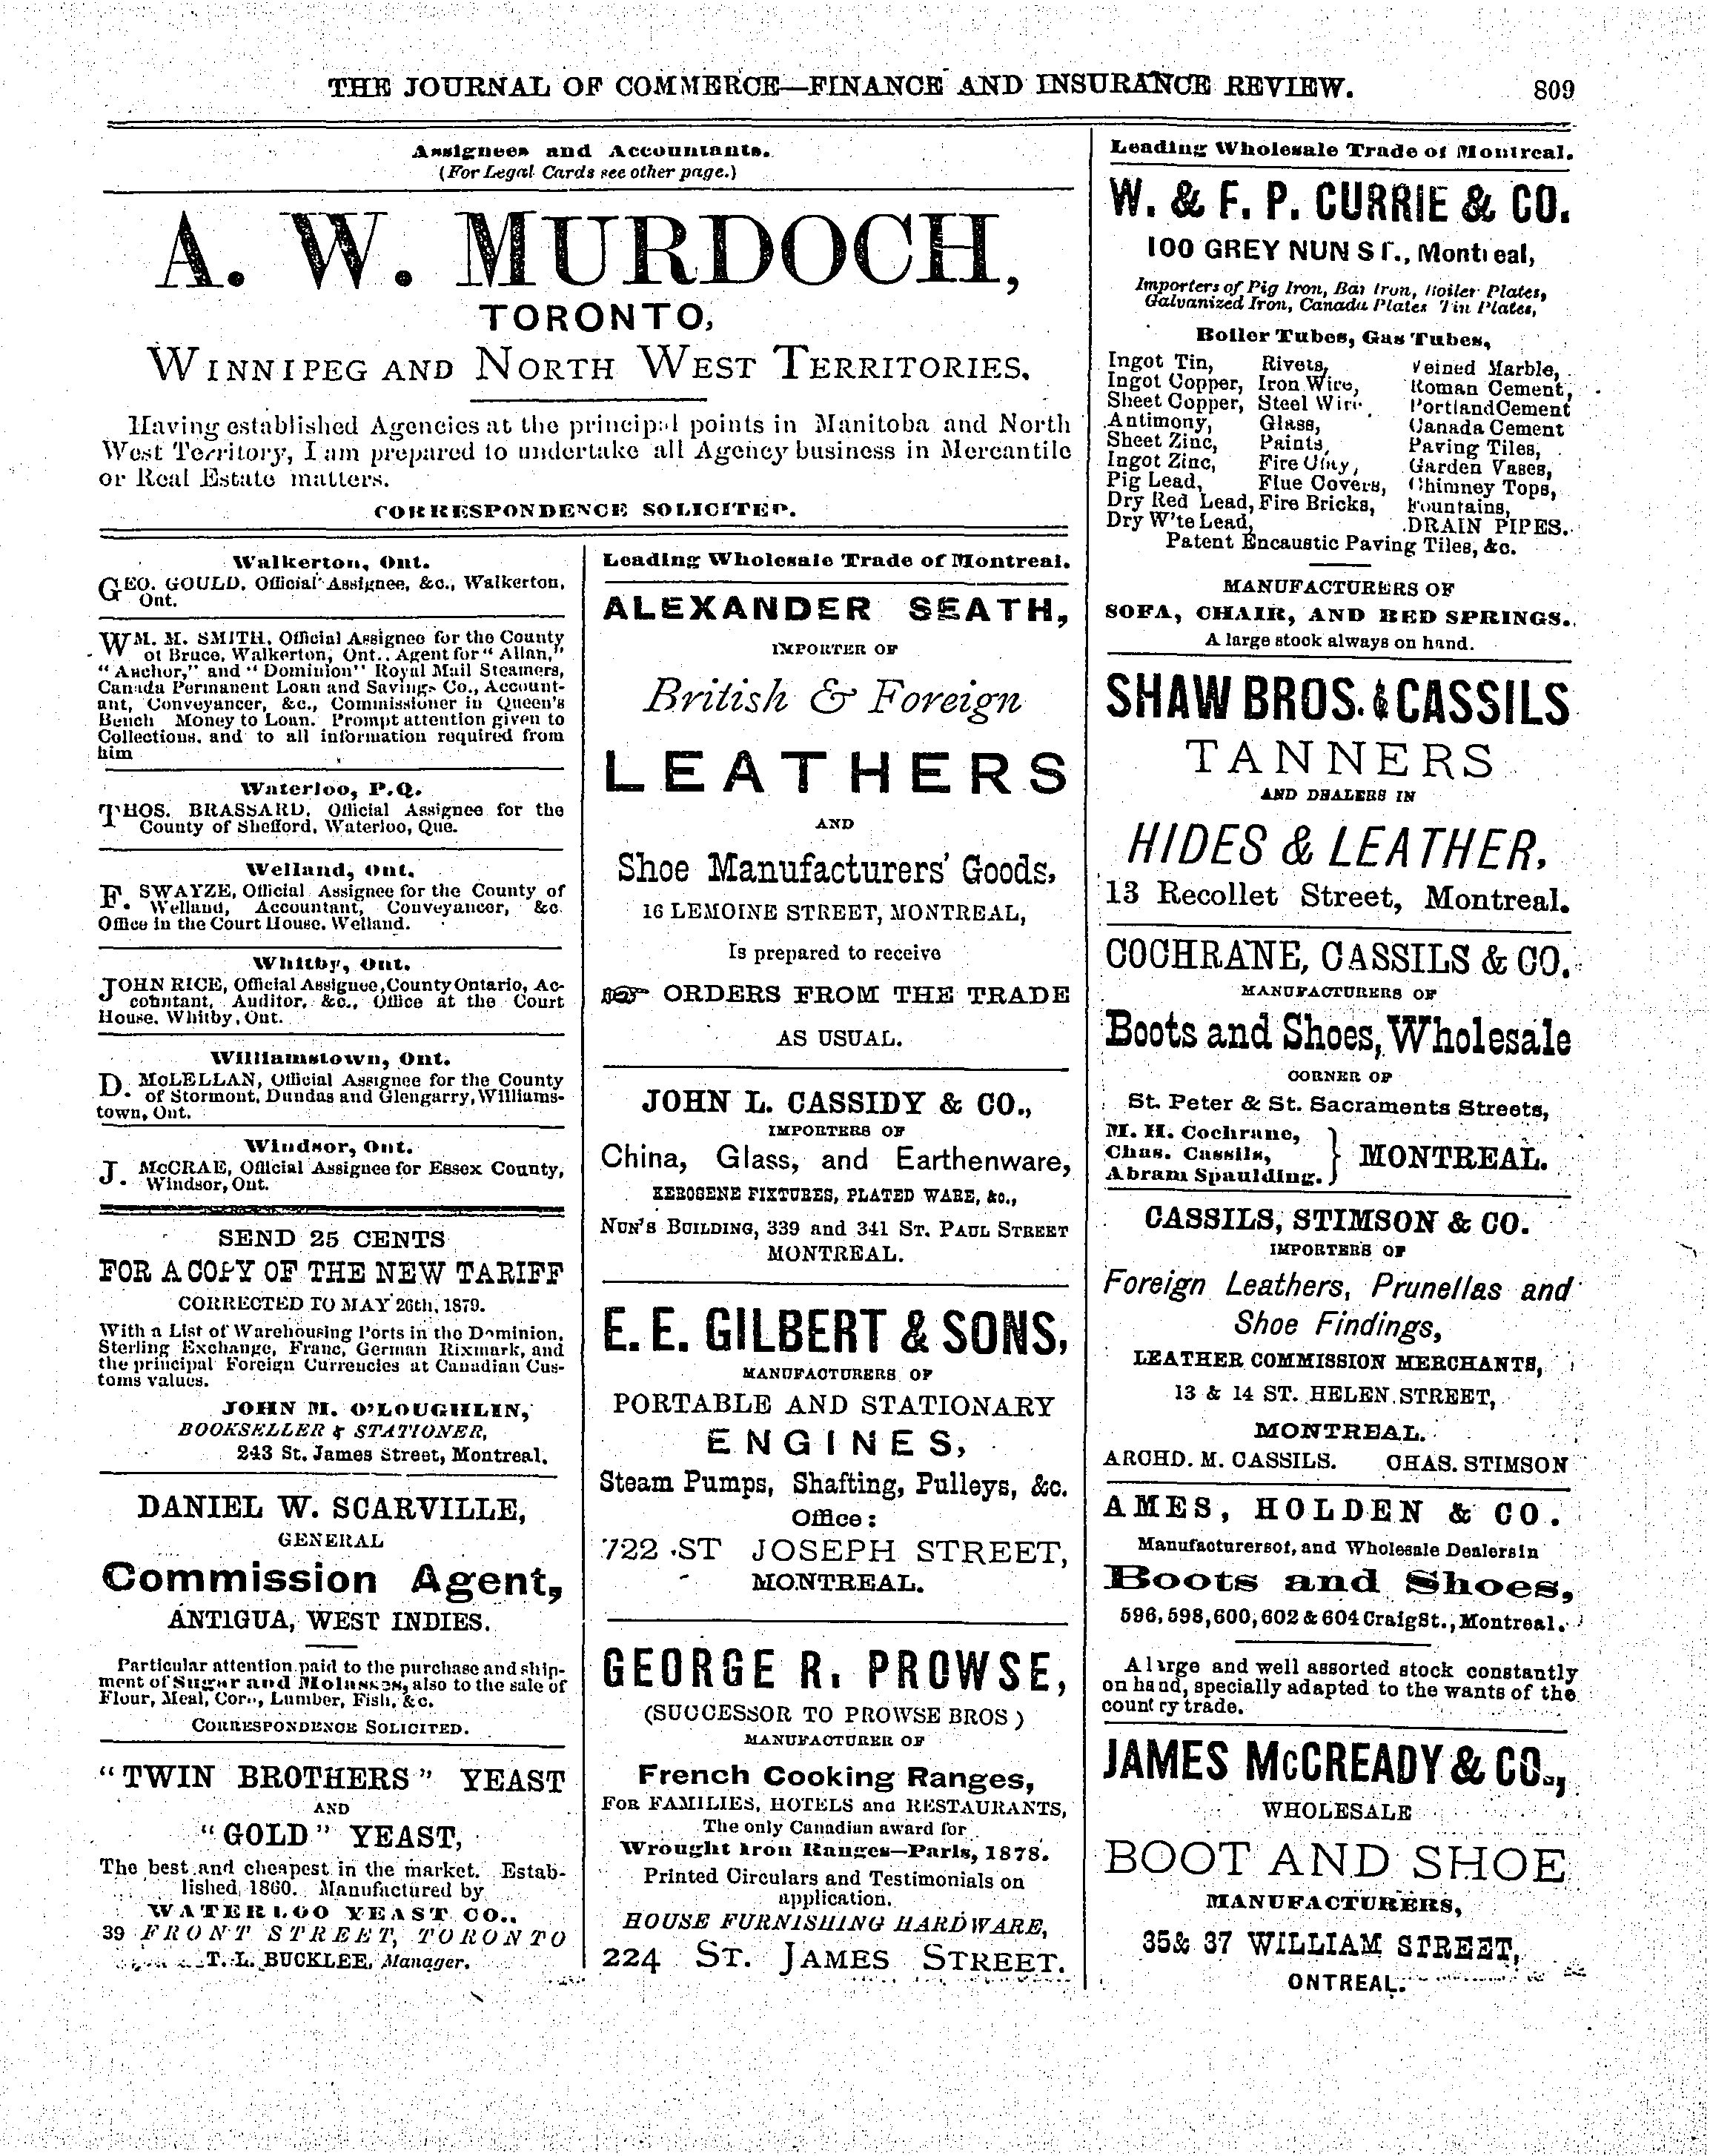 THE JOURNAL OF COMMERCE—FINANCE AND INSURANCE REVIEW. 809
Assignees and Accountants.
(For Legal Cards see other page.)
A. W. MURDOCH,
TORONTO,
WINNIPEG AND NORTH WEST TERRITORIES.
Having established Agencies at the principal points in Manitoba and North
West Territory, I am prepared to undertake all Agency business in Mercantile
or Real Estate matters.
CORRESPONDENCE SOLICITED.
Walkerton, Ont.
GEO. GOULD, Official Assignee, &c., Walkerton,
Ont.
WM. M. SMITH, Official Assignee for the County
of Bruce, Walkerton, Ont.. Agent for "Allan,"
"Anchor," and "Dominion" Royal Mail Steamers,
Canada Permanent Loan and Savings Co., Account-
ant, Conveyancer, &c., Commissioner in Queen's
Bench Money to Loan. Prompt attention given to
Collections, and to all information required from
him
Waterloo, P.Q.
THOS. BRASSARD, Official Assignee for the
County of Shefford, Waterloo, Que.
Welland, Ont.
F. SWAYZE, Official Assignee for the County of
Welland, Accountant, Conveyancer, &c.
Office in the Court House, Welland.
Whitby, Ont.
JOHN RICE, Official Assignee, County Ontario, Ac-
countant, Auditor, &c., Office at the Court
House, Whitby, Ont.
Williamstown, Ont.
D. McLELLAN, Official Assignee for the County
of Stormont, Dundas and Glengarry, Williams-
town, Ont.
Windsor, Ont.
J. McCRAE, Official Assignee for Essex County,
Windsor, Ont.
SEND 25 CENTS
FOR A COPY OF THE NEW TARIFF
CORRECTED TO MAY 26th, 1879.
With a List of Warehousing Ports in the Dominion,
Sterling Exchange, Franc, German Rixmark, and
the principal Foreign Currencies at Canadian Cus-
toms values.
JOHN M. O'LOUGHLIN,
BOOKSELLER & STATIONER,
243 St. James Street, Montreal.
DANIEL W. SCARVILLE,
GENERAL
Commission Agent,
ANTIGUA, WEST INDIES.
Particular attention paid to the purchase and ship-
ment of Sugar and Molasses, also to the sale of
Flour, Meal, Corn, Lumber, Fish, &c.
CORRESPONDENCE SOLICITED.
"TWIN BROTHERS" YEAST
AND
"GOLD" YEAST,
The best and cheapest in the market. Estab-
lished, 1860. Manufactured by
WATERLOO YEAST CO.,
39 FRONT STREET, TORONTO
T. L. BUCKLEE, Manager.
Leading Wholesale Trade of Montreal.
ALEXANDER SEATH,
IMPORTER OF
British & Foreign
LEATHERS
AND
Shoe Manufacturers' Goods,
16 LEMOINE STREET, MONTREAL,
Is prepared to receive
☞ ORDERS FROM THE TRADE
AS USUAL.
JOHN L. CASSIDY & CO.,
IMPORTERS OF
China, Glass, and Earthenware,
KEROSENE FIXTURES, PLATED WARE, &c.,
NUN'S BUILDING, 339 and 341 ST. PAUL STREET
MONTREAL.
E. E. GILBERT & SONS,
MANUFACTURERS OF
PORTABLE AND STATIONARY
ENGINES,
Steam Pumps, Shafting, Pulleys, &c.
Office:
722 ST JOSEPH STREET,
MONTREAL.
GEORGE R. PROWSE,
(SUCCESSOR TO PROWSE BROS)
MANUFACTURER OF
French Cooking Ranges,
FOR FAMILIES, HOTELS and RESTAURANTS,
The only Canadian award for
Wrought Iron Ranges—Paris, 1878.
Printed Circulars and Testimonials on
application.
HOUSE FURNISHING HARDWARE,
224 ST. JAMES STREET.
Leading Wholesale Trade of Montreal.
W. & F. P. CURRIE & CO.
100 GREY NUN ST., Montreal,
Importers of Pig Iron, Bar Iron, Boiler Plates,
Galvanized Iron, Canada Plates Tin Plates,
Boiler Tubes, Gas Tubes,
Ingot Tin, Rivets, Veined Marble,
Ingot Copper, Iron Wire, Roman Cement,
Sheet Copper, Steel Wire Portland Cement
Antimony, Glass, Canada Cement
Sheet Zinc, Paints, Paving Tiles,
Ingot Zinc, Fire Clay, Garden Vases,
Pig Lead, Flue Covers, Chimney Tops,
Dry Red Lead, Fire Bricks, Fountains,
Dry W'te Lead, DRAIN PIPES.
Patent Encaustic Paving Tiles, &c.
MANUFACTURERS OF
SOFA, CHAIR, AND BED SPRINGS.
A large stock always on hand.
SHAW BROS. & CASSILS
TANNERS
AND DEALERS IN
HIDES & LEATHER,
13 Recollet Street, Montreal.
COCHRANE, CASSILS & CO.
MANUFACTURERS OF
Boots and Shoes, Wholesale
CORNER OF
St. Peter & St. Sacraments Streets,
M. H. Cochrane,
Chas. Cassils, } MONTREAL.
Abram Spaulding.
CASSILS, STIMSON & CO.
IMPORTERS OF
Foreign Leathers, Prunellas and
Shoe Findings,
LEATHER COMMISSION MERCHANTS,
13 & 14 ST. HELEN STREET,
MONTREAL.
ARCHD. M. CASSILS. CHAS. STIMSON
AMES, HOLDEN & CO.
Manufacturers of, and Wholesale Dealers in
Boots and Shoes,
596, 598, 600, 602 & 604 Craig St., Montreal.
A large and well assorted stock constantly
on hand, specially adapted to the wants of the
country trade.
JAMES McCREADY & CO.,
WHOLESALE
BOOT AND SHOE
MANUFACTURERS,
35 & 37 WILLIAM STREET,
ONTREAL.